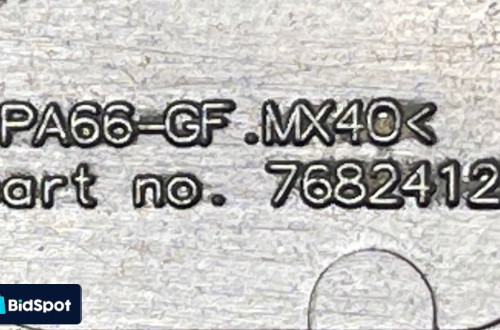 PA66-GF.MX40<
art no. 7682412
BidSpot